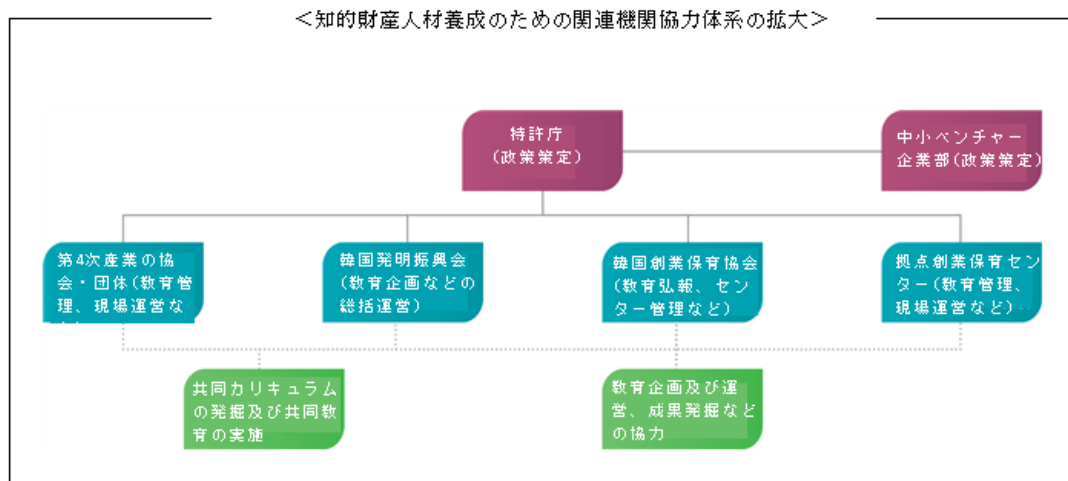 ＜知的財産人材養成のための関連機関協力体系の拡大＞
特許庁
(政策策定)
中小ベンチャー
企業部(政策策定)
第4次産業の協
会・団体(教育管
理、現場運営な
韓国発明振興会
(教育企画などの
総括運営)
韓国創業保育協会
(教育弘報、セン
ター管理など)
拠点創業保育セン
ター(教育管理、
現場運営など)
共同カリキュラム
の発掘及び共同教
育の実施
教育企画及び運
営、成果発掘など
の協力